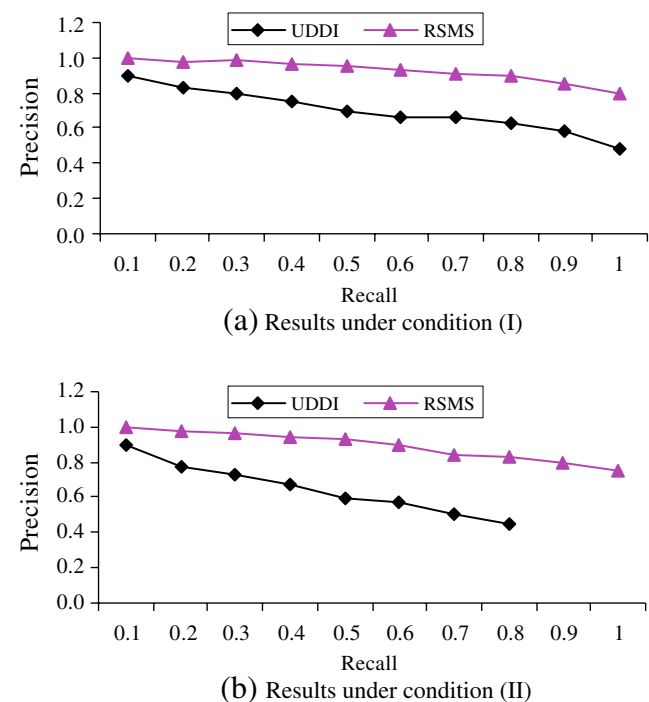 1.2
1.0
0.8
0.6
0.4
0.2
0.0
Precision
UDDI RSMS
0.1 0.2 0.3 0.4 0.5 0.6 0.7 0.8 0.9 1
Recall
(a) Results under condition (I)
1.2
1.0
0.8
0.6
0.4
0.2
0.0
Precision
UDDI RSMS
0.1 0.2 0.3 0.4 0.5 0.6 0.7 0.8 0.9 1
Recall
(b) Results under condition (II)